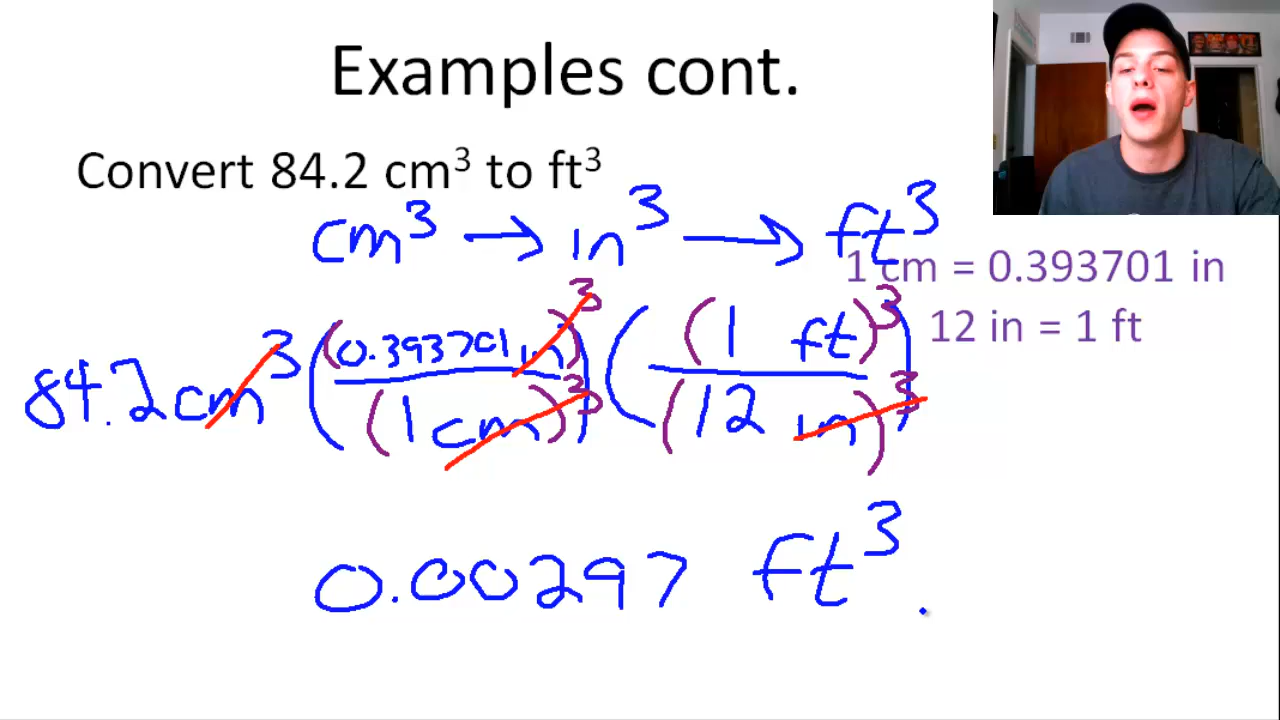 Examples cont.
Convert 84.2 cm³ to ft³
cm³ → in³ → ft³
1 cm = 0.393701 in
12 in = 1 ft
84.2 cm³ ((0.393701 in)³ / (1 cm)³) ((1 ft)³ / (12 in)³)
0.00297 ft³